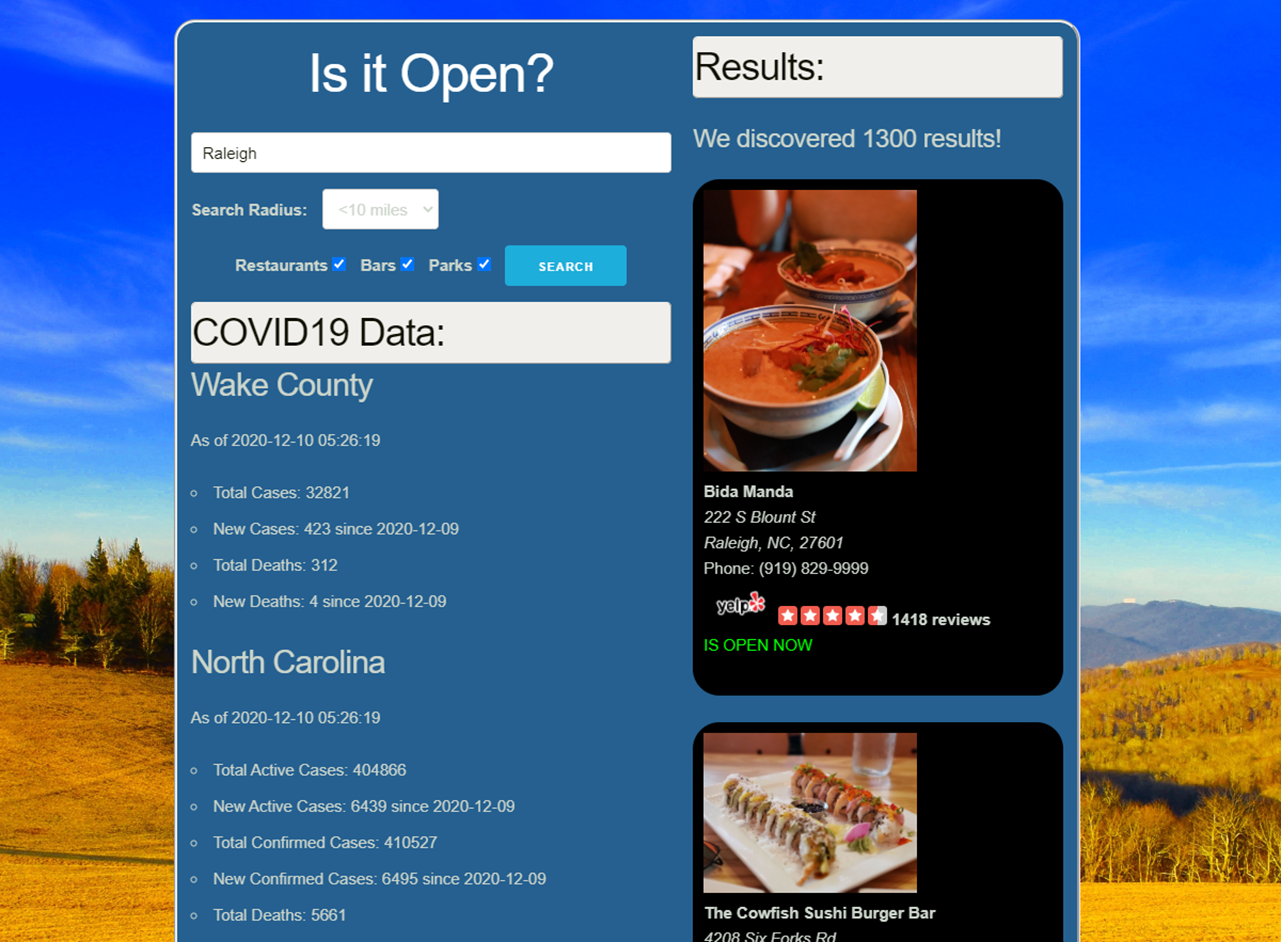 Is it Open?
Raleigh
Search Radius: <10 miles
Restaurants Bars Parks SEARCH
COVID19 Data:
Wake County
As of 2020-12-10 05:26:19
Total Cases: 32821
New Cases: 423 since 2020-12-09
Total Deaths: 312
New Deaths: 4 since 2020-12-09
North Carolina
As of 2020-12-10 05:26:19
Total Active Cases: 404866
New Active Cases: 6439 since 2020-12-09
Total Confirmed Cases: 410527
New Confirmed Cases: 6495 since 2020-12-09
Total Deaths: 5661
Results:
We discovered 1300 results!
Bida Manda
222 S Blount St
Raleigh, NC, 27601
Phone: (919) 829-9999
yelp 1418 reviews
IS OPEN NOW
The Cowfish Sushi Burger Bar
4208 Six Forks Rd